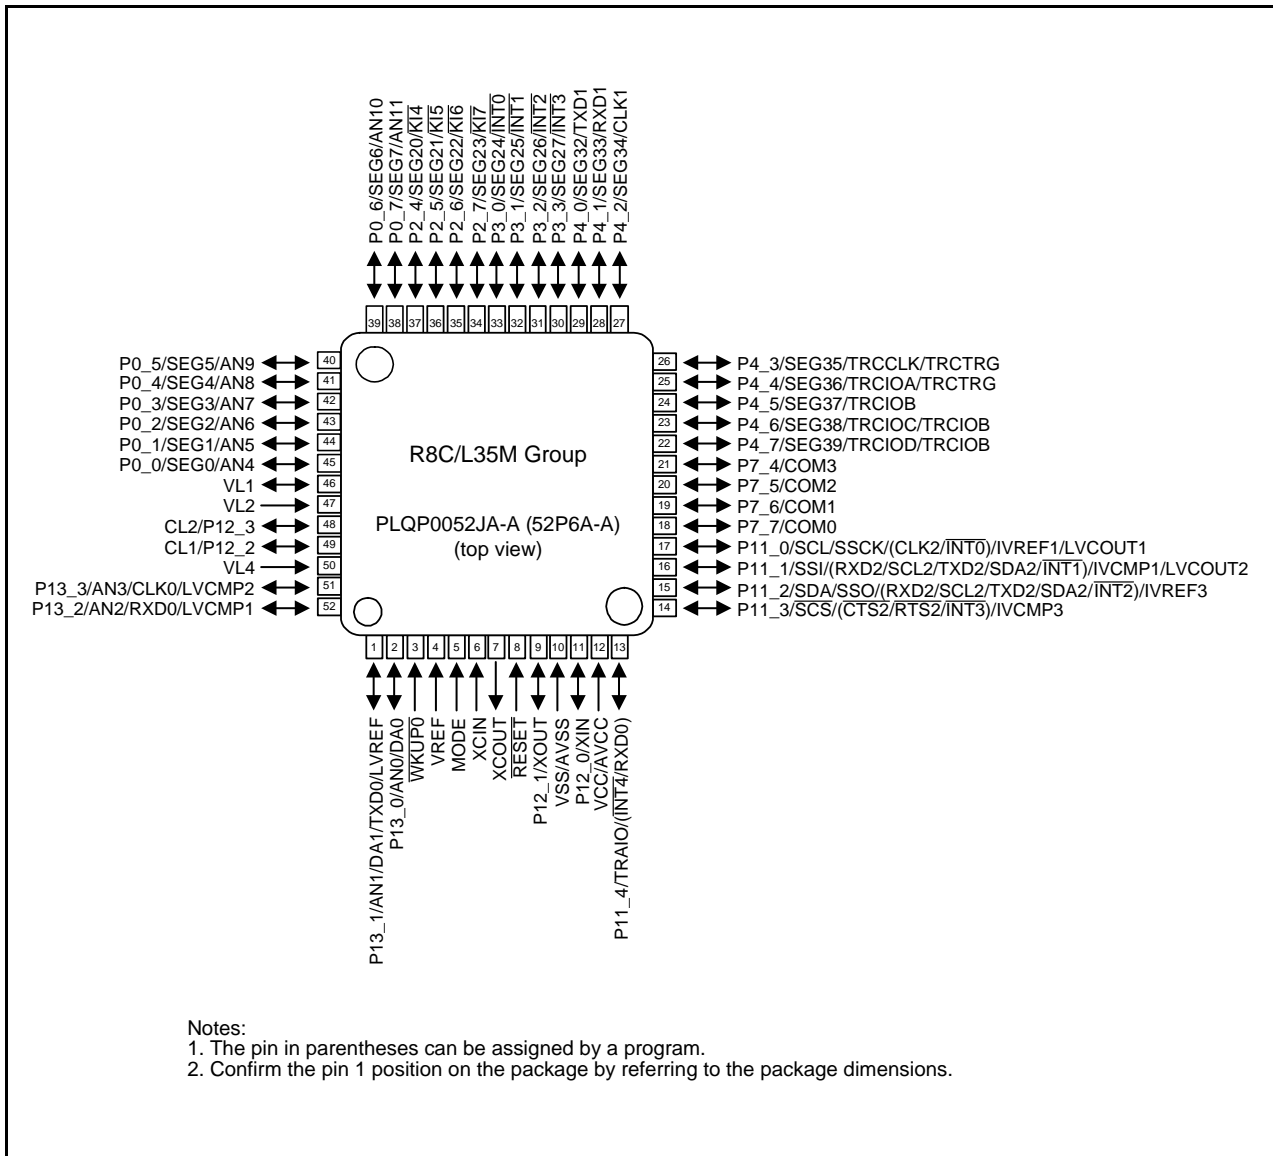 P0_6/SEG6/AN10
P0_7/SEG7/AN11
P2_4/SEG20/KI4
P2_5/SEG21/KI5
P2_6/SEG22/KI6
P2_7/SEG23/KI7
P3_0/SEG24/INT0
P3_1/SEG25/INT1
P3_2/SEG26/INT2
P3_3/SEG27/INT3
P4_0/SEG32/TXD1
P4_1/SEG33/RXD1
P4_2/SEG34/CLK1
39 38 37 36 35 34 33 32 31 30 29 28 27
P0_5/SEG5/AN9 40
P0_4/SEG4/AN8 41
P0_3/SEG3/AN7 42
P0_2/SEG2/AN6 43
P0_1/SEG1/AN5 44
P0_0/SEG0/AN4 45
VL1 46
VL2 47
CL2/P12_3 48
CL1/P12_2 49
VL4 50
P13_3/AN3/CLK0/LVCMP2 51
P13_2/AN2/RXD0/LVCMP1 52
R8C/L35M Group
PLQP0052JA-A (52P6A-A)
(top view)
26 P4_3/SEG35/TRCCLK/TRCTRG
25 P4_4/SEG36/TRCIOA/TRCTRG
24 P4_5/SEG37/TRCIOB
23 P4_6/SEG38/TRCIOC/TRCIOB
22 P4_7/SEG39/TRCIOD/TRCIOB
21 P7_4/COM3
20 P7_5/COM2
19 P7_6/COM1
18 P7_7/COM0
17 P11_0/SCL/SSCK/(CLK2/INT0)/IVREF1/LVCOUT1
16 P11_1/SSI/(RXD2/SCL2/TXD2/SDA2/INT1)/IVCMP1/LVCOUT2
15 P11_2/SDA/SSO/(RXD2/SCL2/TXD2/SDA2/INT2)/IVREF3
14 P11_3/SCS/(CTS2/RTS2/INT3)/IVCMP3
1 2 3 4 5 6 7 8 9 10 11 12 13
P13_1/AN1/DA1/TXD0/LVREF
P13_0/AN0/DA0
WKUP0
VREF
MODE
XCIN
XCOUT
RESET
P12_1/XOUT
VSS/AVSS
P12_0/XIN
VCC/AVCC
P11_4/TRAIO/(INT4/RXD0)
Notes:
1. The pin in parentheses can be assigned by a program.
2. Confirm the pin 1 position on the package by referring to the package dimensions.